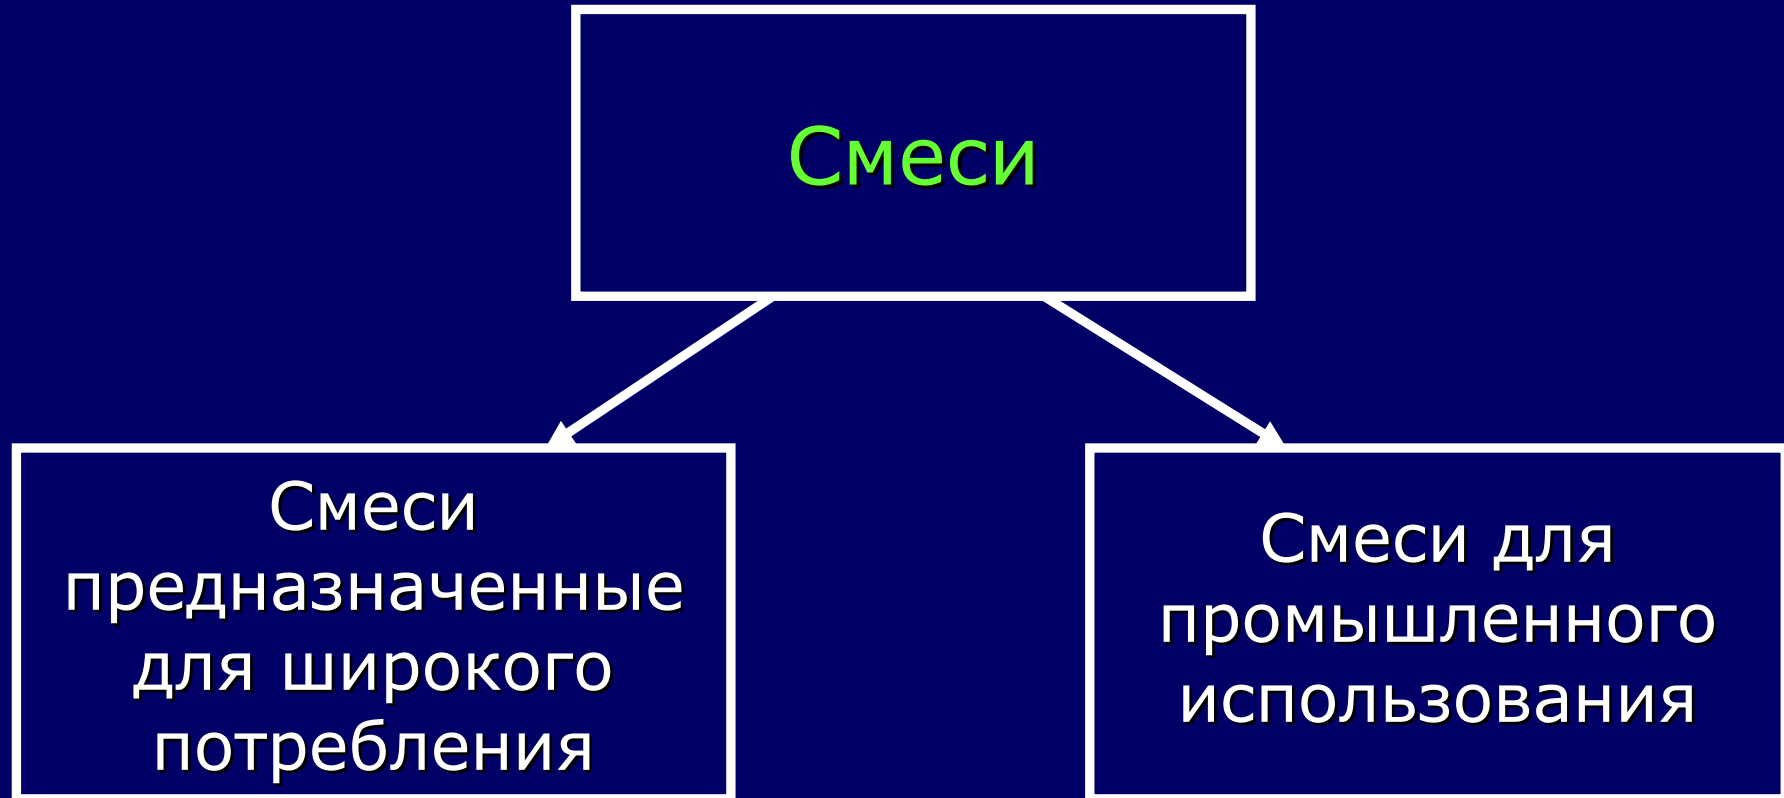 Смеси
Смеси
предназначенные
для широкого
потребления
Смеси для
промышленного
использования